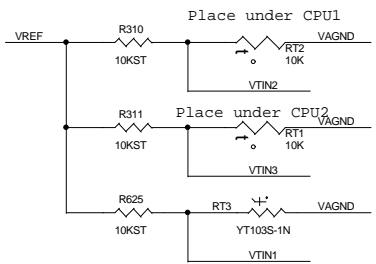 Place under CPU1
VREF
R310
VAGND
10KST
RT2
10K
VTIN2
Place under CPU2
R311
VAGND
10KST
RT1
10K
VTIN3
R625
RT3
VAGND
10KST
YT103S-1N
VTIN1